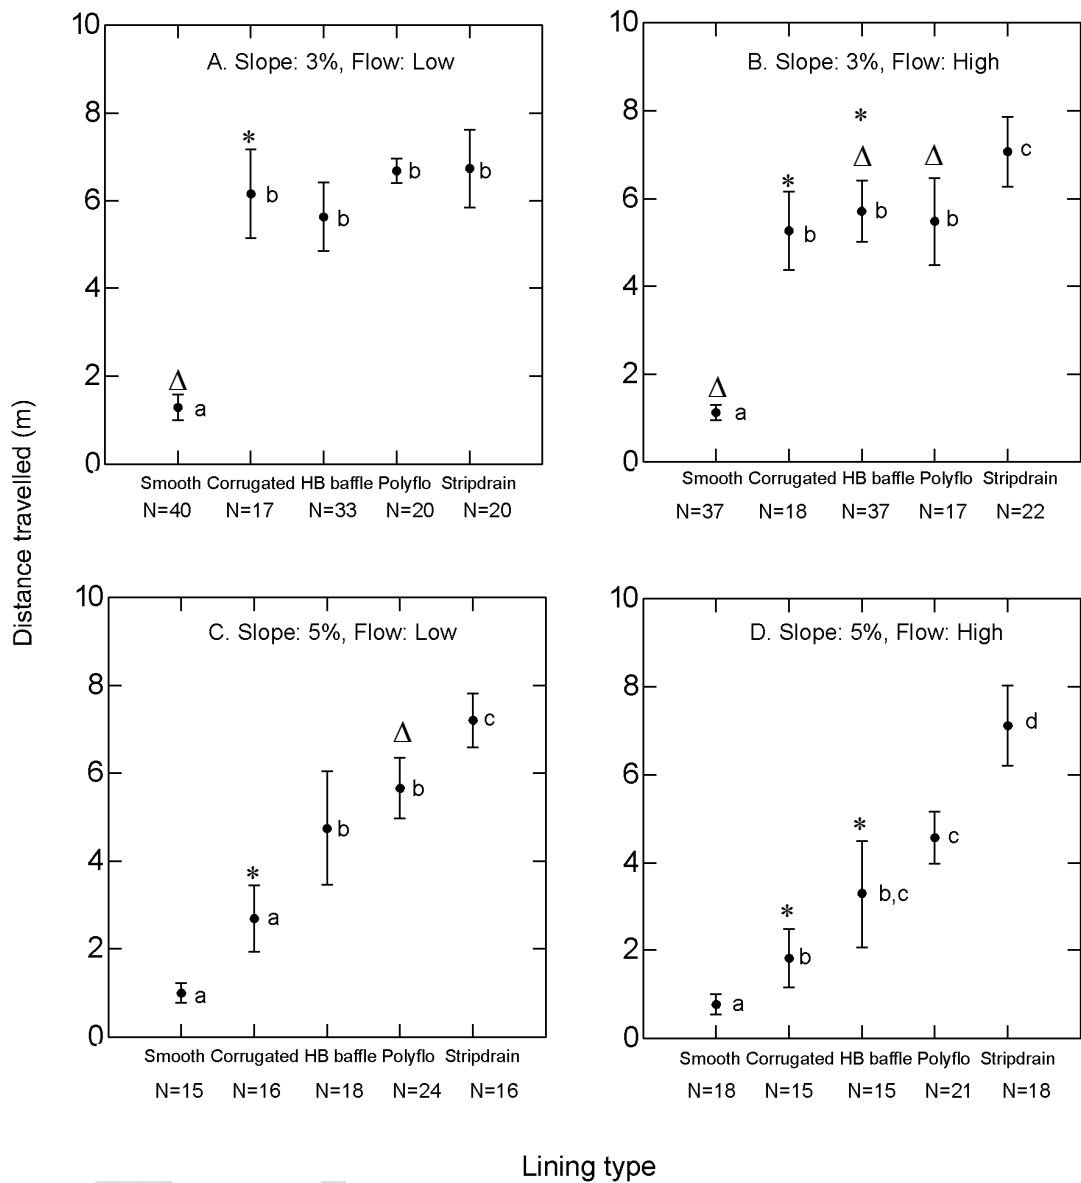 A. Slope: 3%, Flow: Low
10
8
6
4
2
0
*
b
b
b
b
Δ
a
Smooth Corrugated HB baffle Polyflo Stripdrain
N=40 N=17 N=33 N=20 N=20
B. Slope: 3%, Flow: High
10
8
6
4
2
0
*
Δ Δ
*
c
b
b
b
Δ
a
Smooth Corrugated HB baffle Polyflo Stripdrain
N=37 N=18 N=37 N=17 N=22
Distance travelled (m)
C. Slope: 5%, Flow: Low
10
8
6
4
2
0
c
Δ
b
b
*
a
a
Smooth Corrugated HB baffle Polyflo Stripdrain
N=15 N=16 N=18 N=24 N=16
D. Slope: 5%, Flow: High
10
8
6
4
2
0
d
*
c
b,c
*
b
a
Smooth Corrugated HB baffle Polyflo Stripdrain
N=18 N=15 N=15 N=21 N=18
Lining type